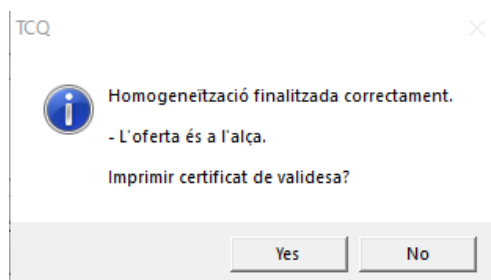 TCQ
Homogeneïtzació finalitzada correctament.
- L'oferta és a l'alça.
Imprimir certificat de validesa?
Yes
No